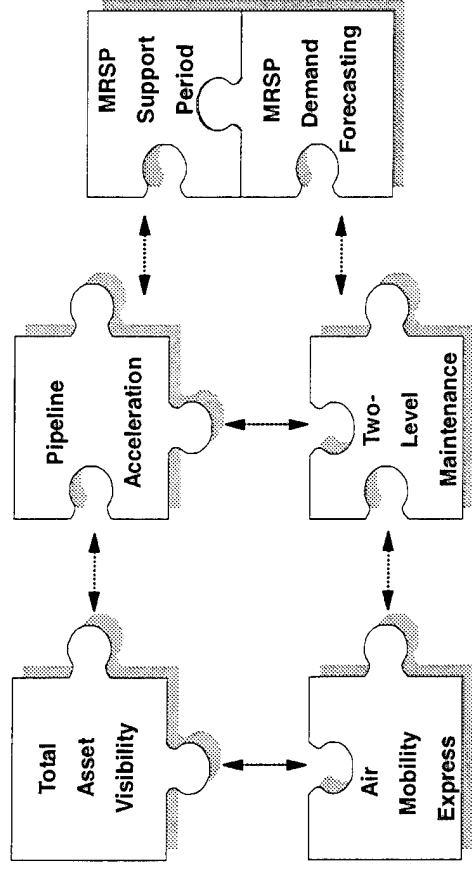 Total
Asset
Visibility
Pipeline
Acceleration
MRSP
Support
Period
MRSP
Demand
Forecasting
Air
Mobility
Express
Two-
Level
Maintenance